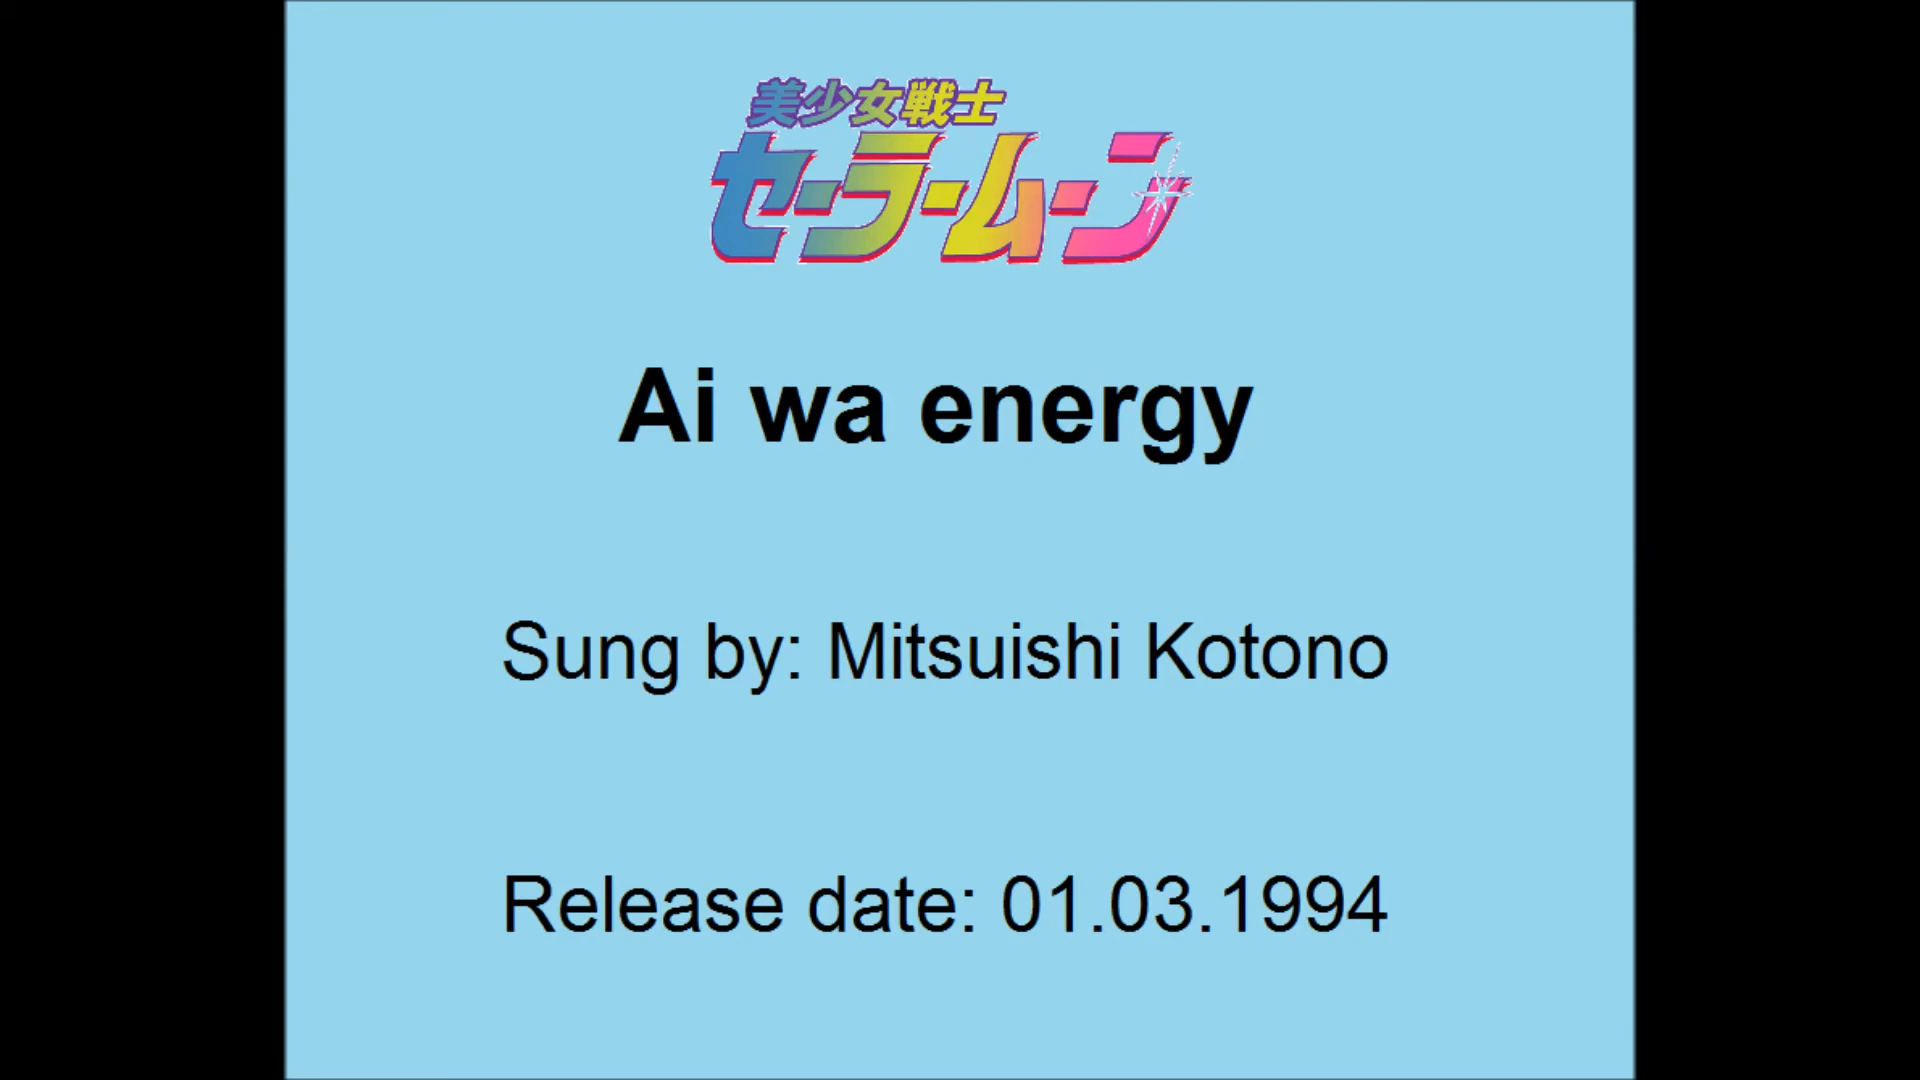 美少女戦士
セーラームーン
Ai wa energy
Sung by: Mitsuishi Kotono
Release date: 01.03.1994